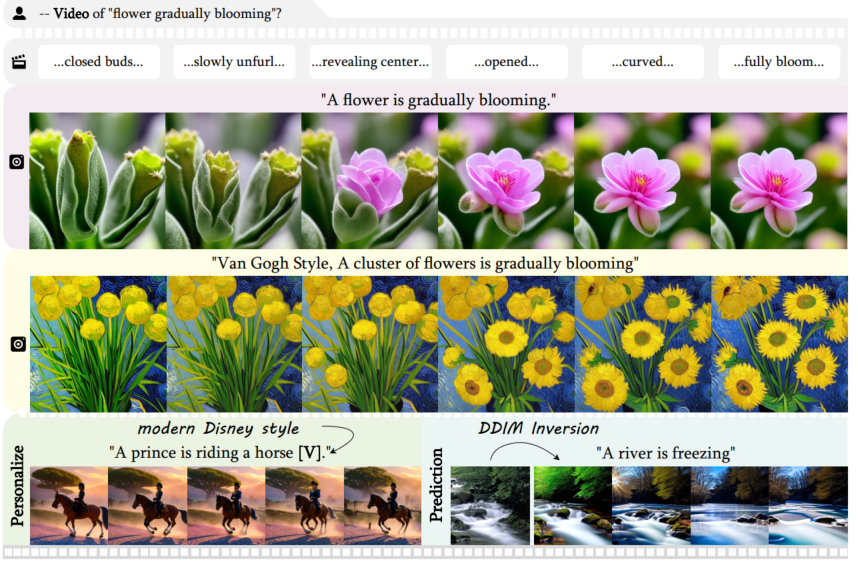 -- Video of "flower gradually blooming"?
...closed buds...
...slowly unfurl...
...revealing center...
...opened...
...curved...
...fully bloom...
"A flower is gradually blooming."
"Van Gogh Style, A cluster of flowers is gradually blooming"
Personalize
modern Disney style
"A prince is riding a horse [V]."
Prediction
DDIM Inversion
"A river is freezing"